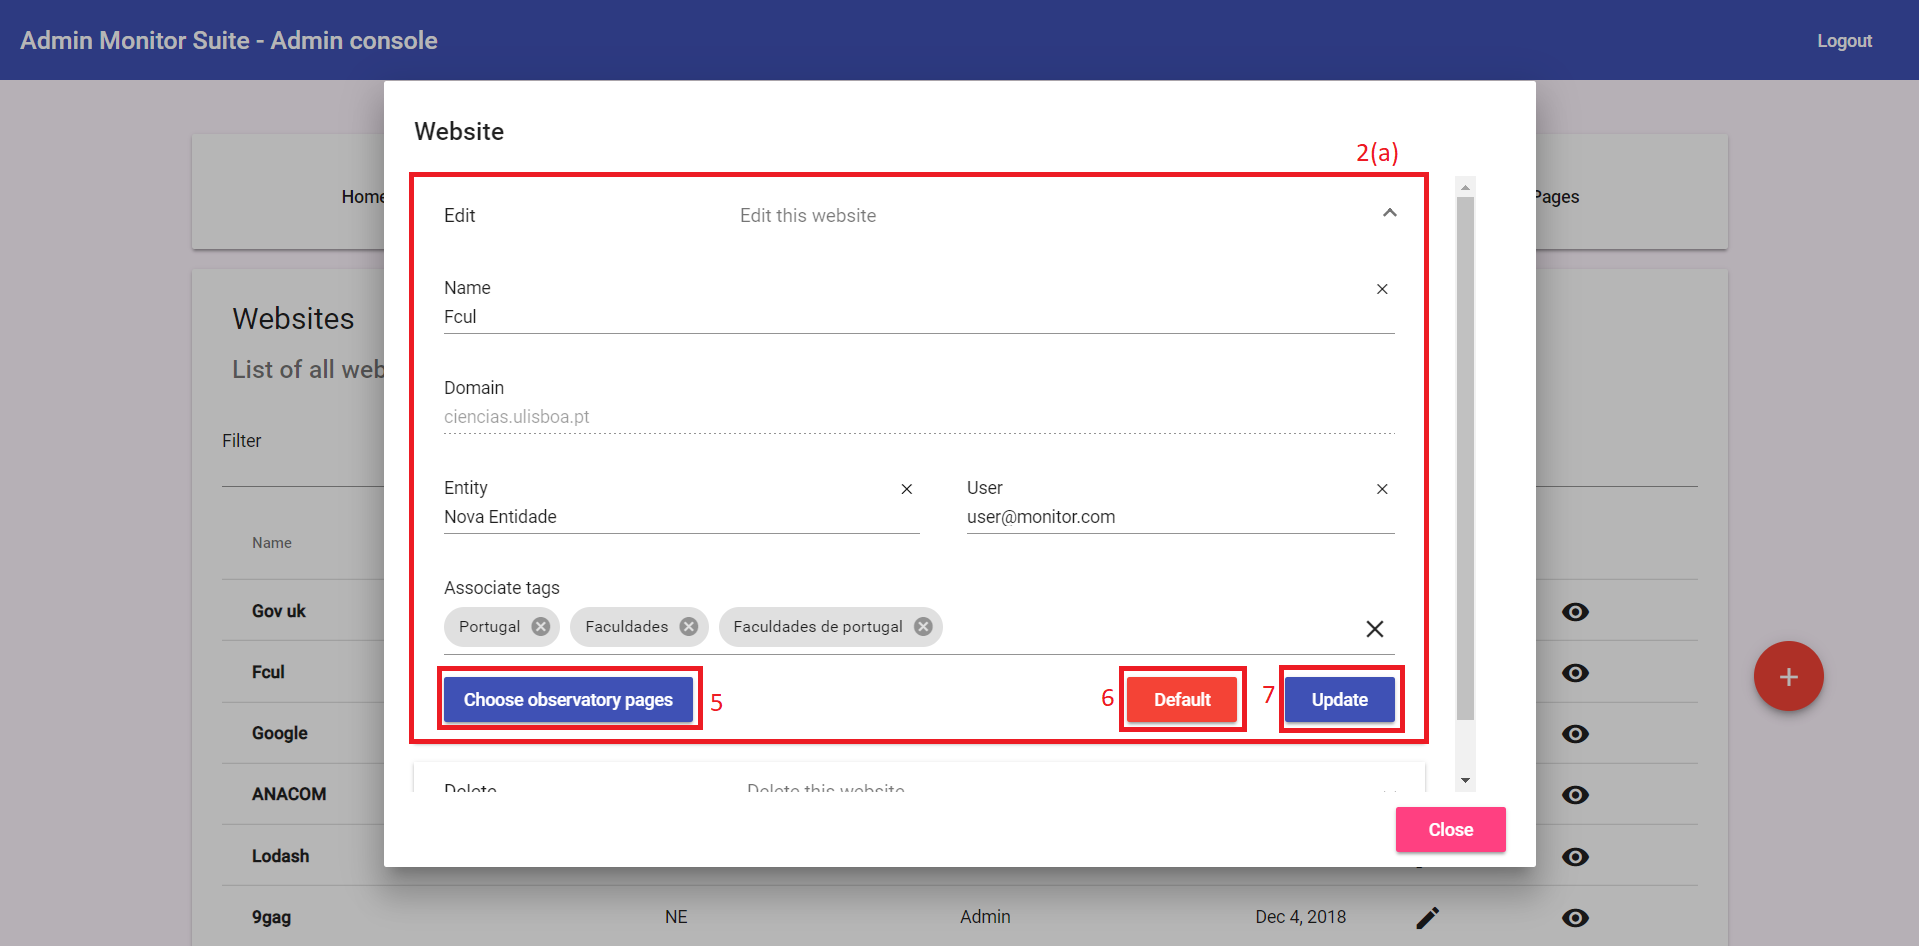 Admin Monitor Suite - Admin console
Logout
Website
2(a)
Home
Pages
Edit
Edit this website
Name
Fcul
Websites
List of all web
Domain
ciencias.ulisboa.pt
Filter
Entity
User
Nova Entidade
user@monitor.com
Name
Associate tags
Portugal
Faculdades
Faculdades de portugal
Gov uk
Fcul
Choose observatory pages
5
6
Default
7
Update
Google
Delete
Delete this website
ANACOM
Close
Lodash
9gag
NE
Admin
Dec 4, 2018